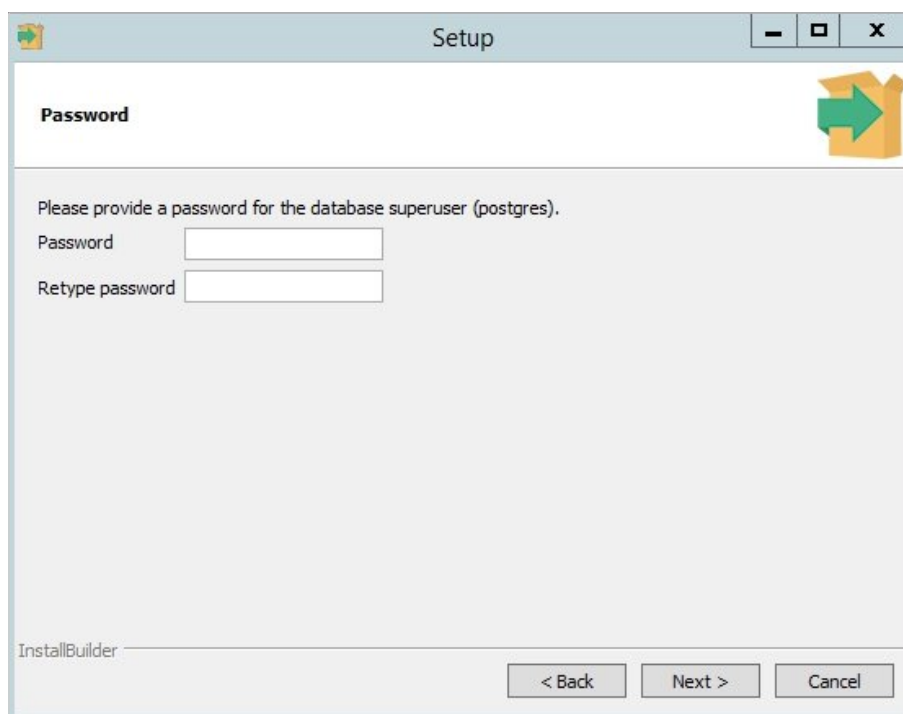 Setup
Password
Please provide a password for the database superuser (postgres).
Password
Retype password
InstallBuilder
< Back Next > Cancel